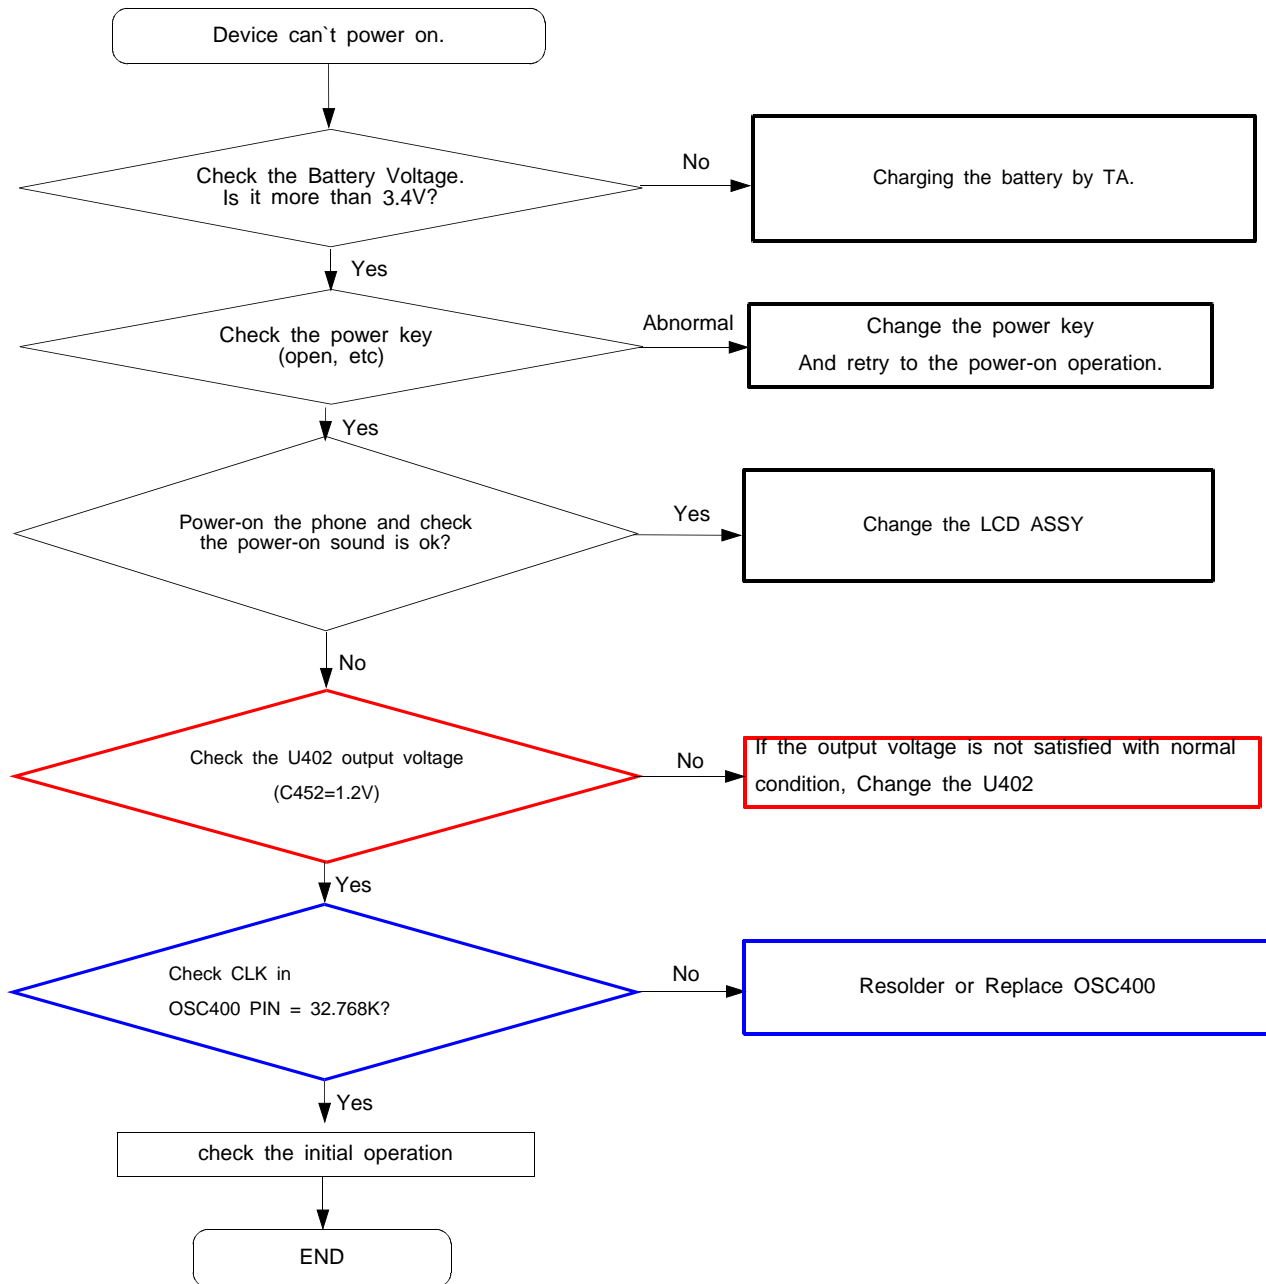 Device can`t power on.
Check the Battery Voltage.
Is it more than 3.4V?
No
Charging the battery by TA.
Yes
Check the power key
(open, etc)
Abnormal
Change the power key
And retry to the power-on operation.
Yes
Power-on the phone and check
the power-on sound is ok?
Yes
Change the LCD ASSY
No
Check the U402 output voltage
(C452=1.2V)
No
If the output voltage is not satisfied with normal
condition, Change the U402
Yes
Check CLK in
OSC400 PIN = 32.768K?
No
Resolder or Replace OSC400
Yes
check the initial operation
END